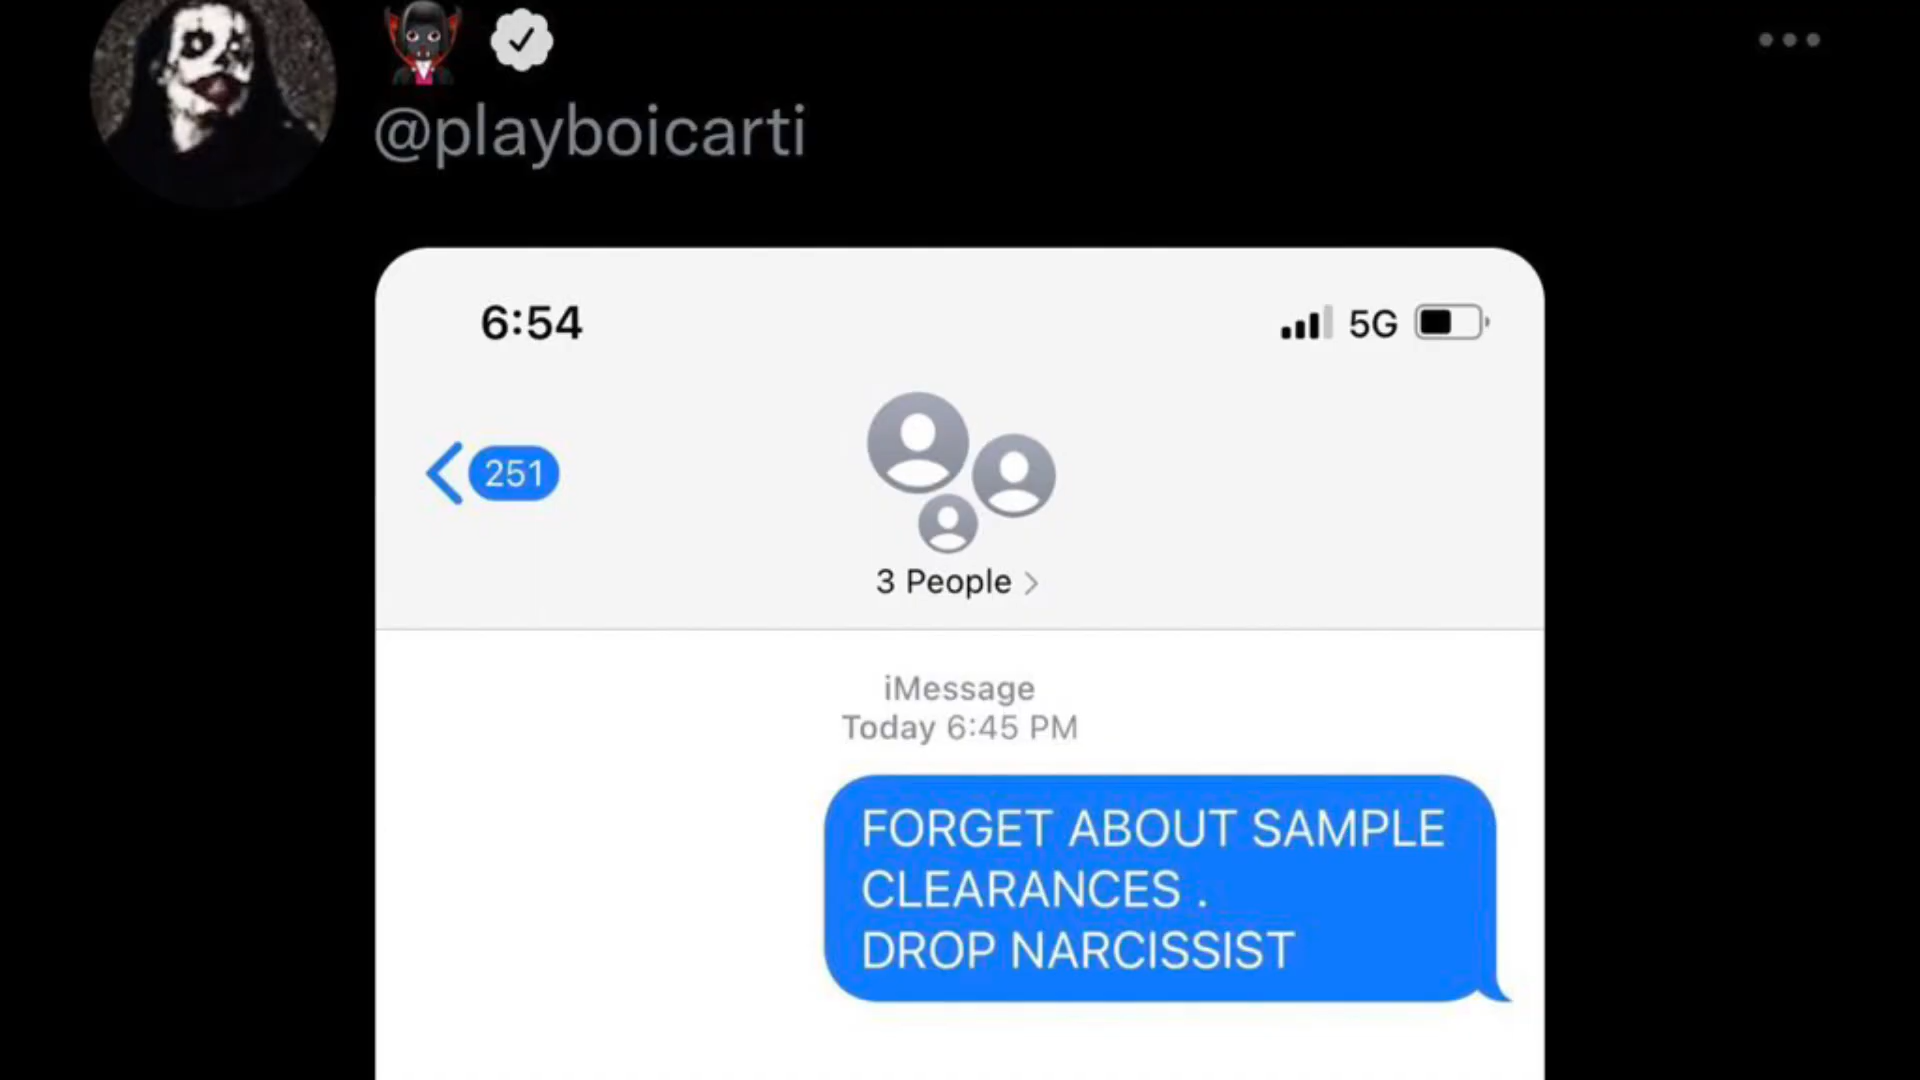 @playboicarti
6:54
5G
251
3 People
iMessage
Today 6:45 PM
FORGET ABOUT SAMPLE
CLEARANCES .
DROP NARCISSIST